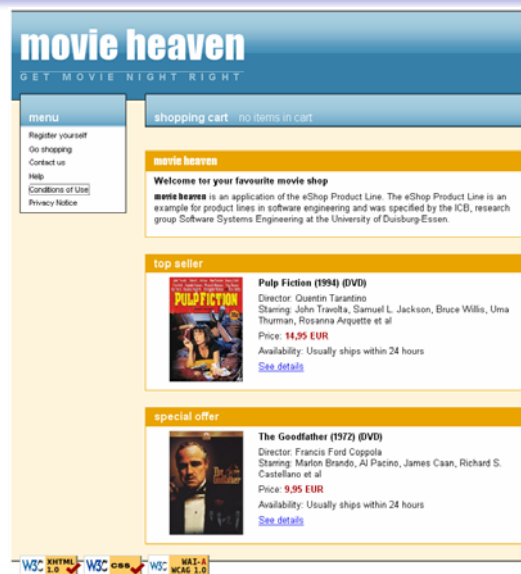 movie heaven
GET MOVIE NIGHT RIGHT
menu
Register yourself
Go shopping
Contact us
Help
Conditions of Use
Privacy Notice
shopping cart no items in cart
movie heaven
Welcome tor your favourite movie shop
movie heaven is an application of the eShop Product Line. The eShop Product Line is an
example for product lines in software engineering and was specified by the ICB, research
group Software Systems Engineering at the University of Duisburg-Essen.
top seller
PULP FICTION
Pulp Fiction (1994) (DVD)
Director: Quentin Tarantino
Starring: John Travolta, Samuel L. Jackson, Bruce Willis, Uma
Thurman, Rosanna Arquette et al
Price: 14,95 EUR
Availability: Usually ships within 24 hours
See details
special offer
The Godfather
The Goodfather (1972) (DVD)
Director: Francis Ford Coppola
Starring: Marlon Brando, Al Pacino, James Caan, Richard S.
Castellano et al
Price: 9,95 EUR
Availability: Usually ships within 24 hours
See details
W3C XHTML 1.0
W3C css
W3C WAI-A WCAG 1.0